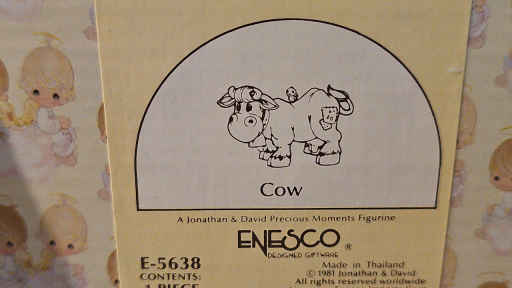 Cow
A Jonathan & David Precious Moments Figurine
ENESCO ®
DESIGNED GIFTWARE
E-5638
CONTENTS:
1 PIECE
Made in Thailand
© 1981 Jonathan & David
All rights reserved worldwide